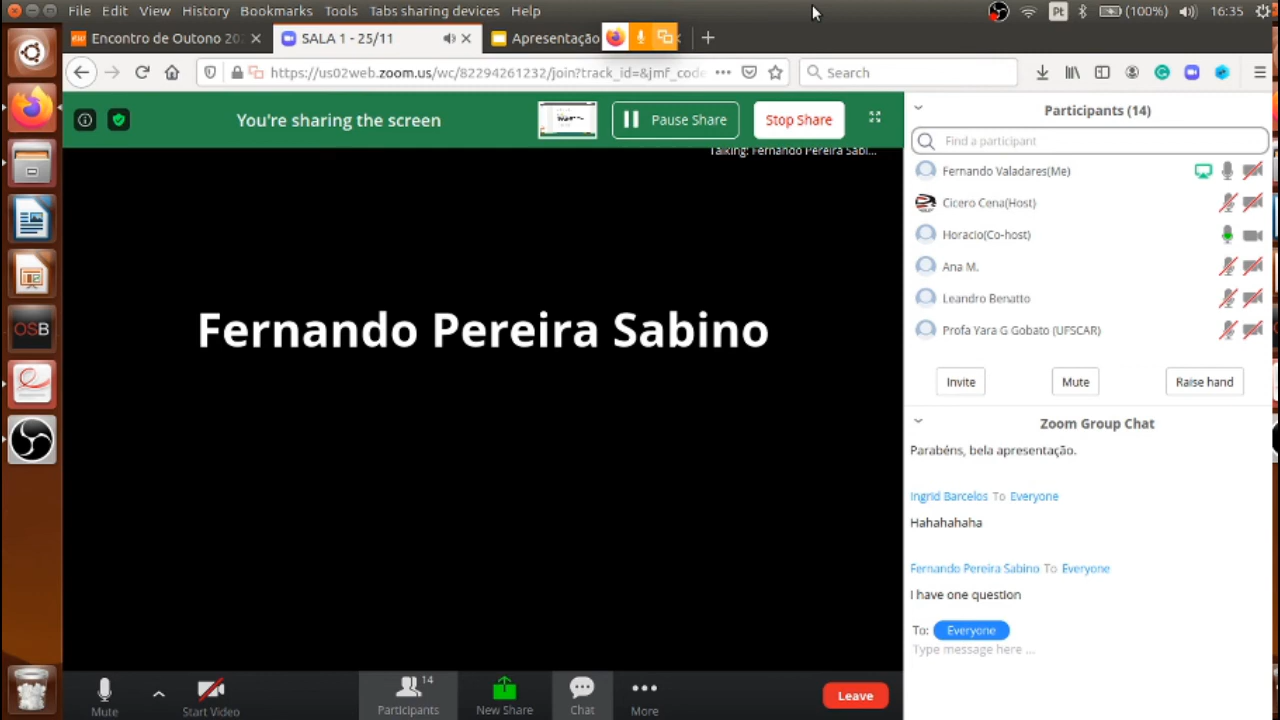 File Edit View History Bookmarks Tools Tabs sharing devices Help
Pt (100%) 16:35
Encontro de Outono 20
SALA 1 - 25/11
Apresentação
https://us02web.zoom.us/wc/82294261232/join?track_id=&jmf_code
Search
You're sharing the screen
Pause Share
Stop Share
Talking: Fernando Pereira Sabi...
Fernando Pereira Sabino
Participants (14)
Find a participant
Fernando Valadares(Me)
Cicero Cena(Host)
Horacio(Co-host)
Ana M.
Leandro Benatto
Profa Yara G Gobato (UFSCAR)
Invite
Mute
Raise hand
Zoom Group Chat
Parabéns, bela apresentação.
Ingrid Barcelos To Everyone
Hahahahaha
Fernando Pereira Sabino To Everyone
I have one question
To: Everyone
Type message here ...
OSB
Mute
Start Video
14
Participants
New Share
Chat
More
Leave